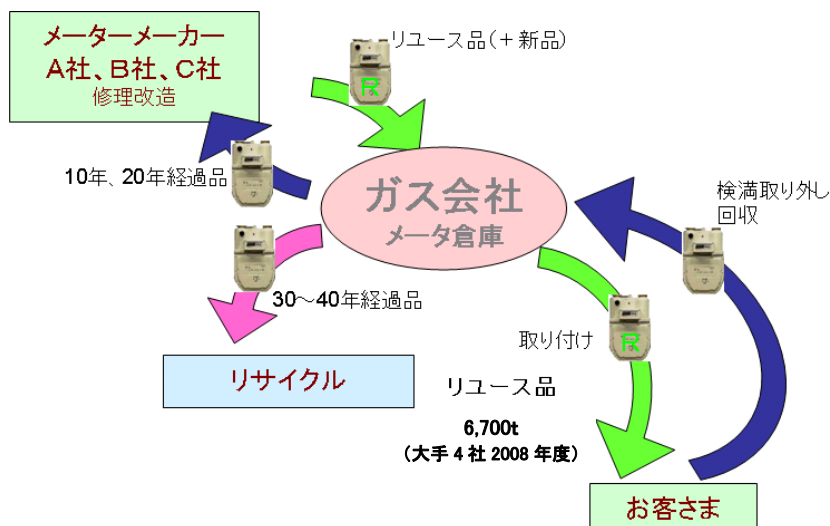 メーターメーカー
A社、B社、C社
修理改造
リユース品(+新品)
10年、20年経過品
ガス会社
メータ倉庫
検満取り外し
回収
30～40年経過品
取り付け
リサイクル
リユース品
6,700t
(大手4社2008年度)
お客さま
R
R